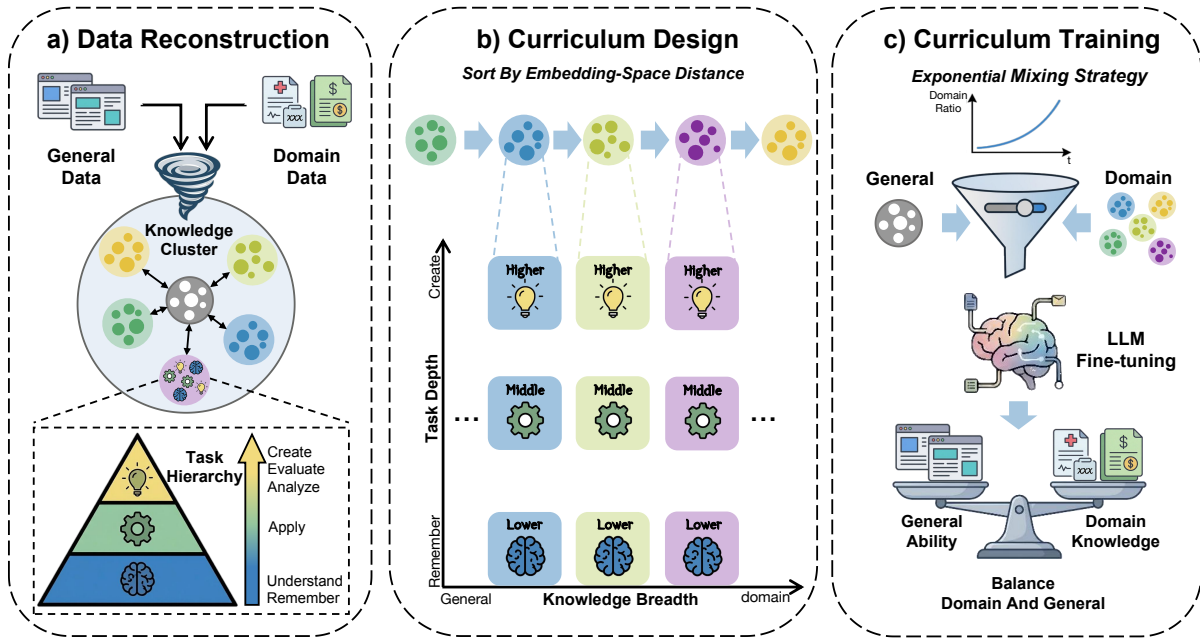 a) Data Reconstruction
General
Data
Domain
Data
XXX
$
$
Knowledge
Cluster
Task
Hierarchy
Create
Evaluate
Analyze
Apply
Understand
Remember
b) Curriculum Design
Sort By Embedding-Space Distance
Create
Task Depth
Remember
Higher
Higher
Higher
Middle
Middle
Middle
...
...
Lower
Lower
Lower
General
Knowledge Breadth
domain
c) Curriculum Training
Exponential Mixing Strategy
Domain
Ratio
t
General
Domain
LLM
Fine-tuning
XXX
$
$
General
Ability
Domain
Knowledge
Balance
Domain And General